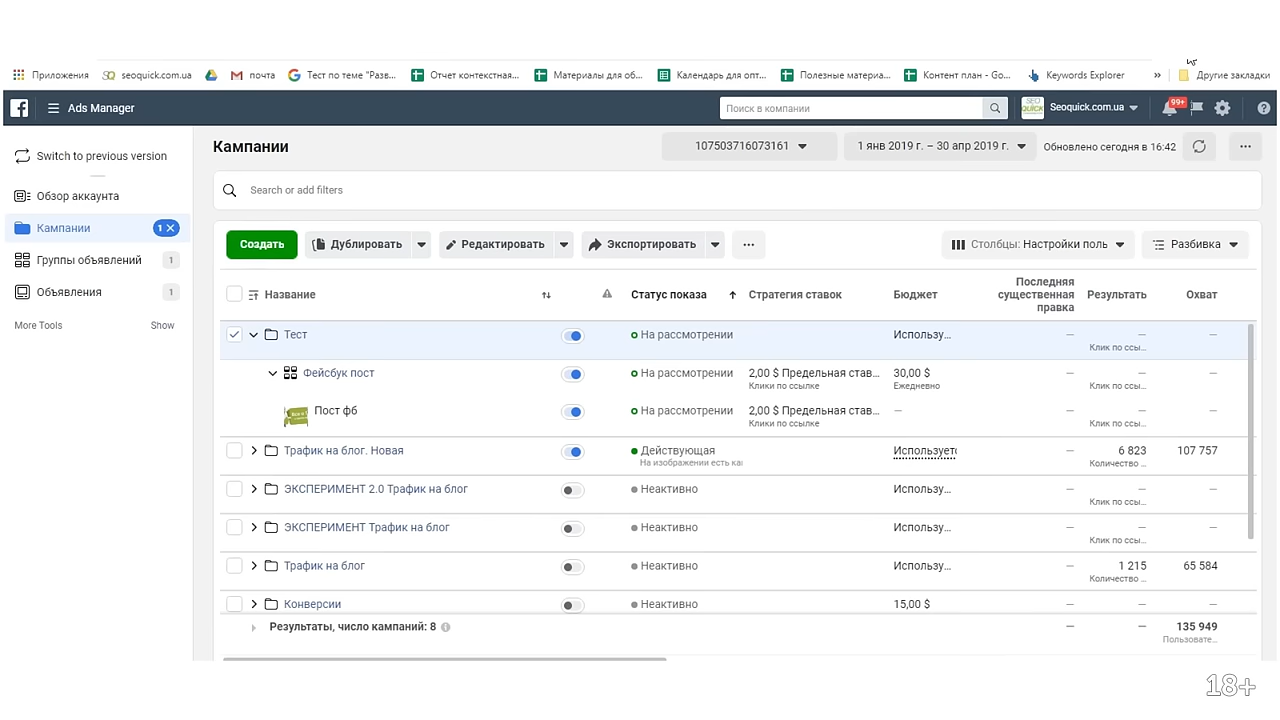 Приложения seoquick.com.ua почта Тест по теме "Разв... Отчет контекстная... Материалы для об... Календарь для опт... Полезные материа... Контент план - Go... Keywords Explorer » Другие закладки
Ads Manager Поиск в компании Seoquick.com.ua 99+
Switch to previous version
Обзор аккаунта
Кампании 1 X
Группы объявлений 1
Объявления 1
More Tools Show
Кампании 107503716073161 1 янв 2019 г. – 30 апр 2019 г. Обновлено сегодня в 16:42 ...
Search or add filters
Создать Дублировать Редактировать Экспортировать ... Столбцы: Настройки поль Разбивка
Название Статус показа Стратегия ставок Бюджет Последняя существенная правка Результать Охват
Тест На рассмотрении Использу... — — —
Клик по ссы...
Фейсбук пост На рассмотрении 2,00 $ Предельная став... 30,00 $ — — —
Клики по ссылке Ежедневно Клик по ссы...
Пост фб На рассмотрении 2,00 $ Предельная став... — — — —
Клики по ссылке Клик по ссы...
Трафик на блог. Новая Действующая Используетс — 6 823 107 757
На изображении есть Количество ...
ЭКСПЕРИМЕНТ 2.0 Трафик на блог Неактивно Использу... — — —
Клик по ссы...
ЭКСПЕРИМЕНТ Трафик на блог Неактивно Использу... — — —
Клик по ссы...
Трафик на блог Неактивно Использу... — 1 215 65 584
Количество ...
Конверсии Неактивно 15,00 $ — — —
Результаты, число кампаний: 8 — — 135 949
Пользовате...
18+